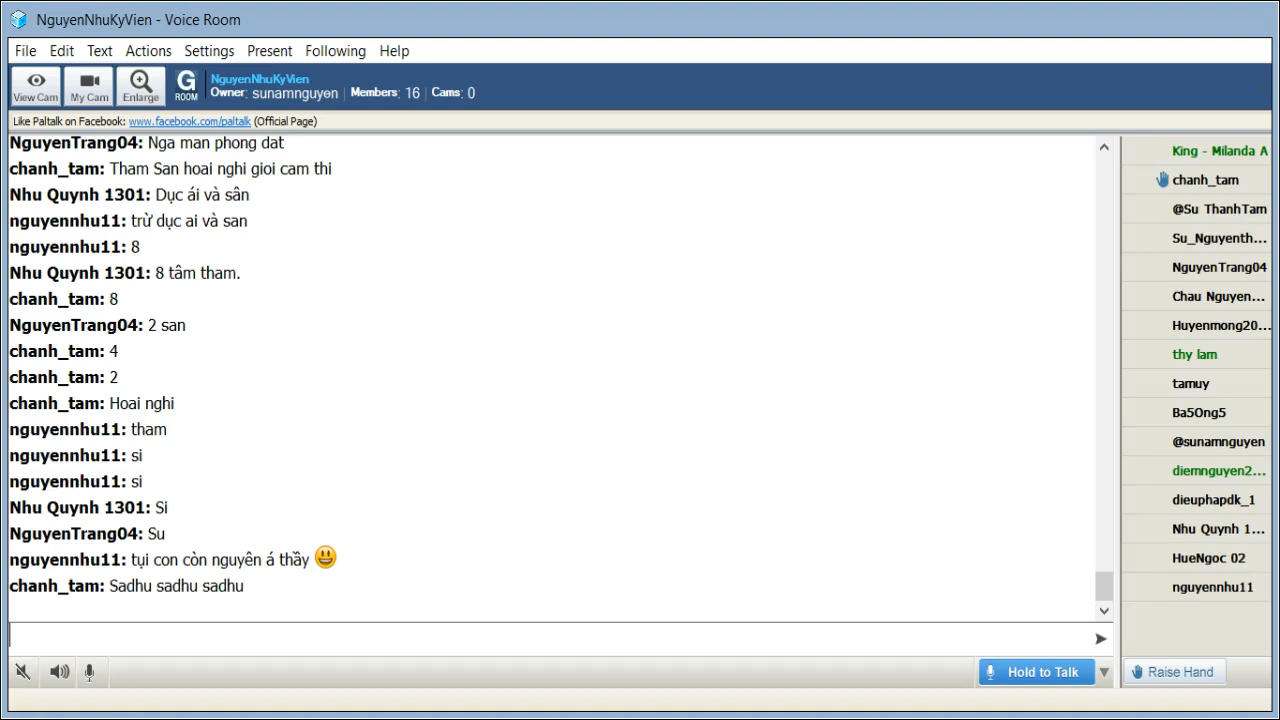 NguyenNhuKyVien - Voice Room
File Edit Text Actions Settings Present Following Help
View Cam My Cam Enlarge G ROOM
NguyenNhuKyVien
Owner: sunamnguyen | Members: 16 | Cams: 0
Like Paltalk on Facebook: www.facebook.com/paltalk (Official Page)
NguyenTrang04: Nga man phong dat
chanh_tam: Tham San hoai nghi gioi cam thi
Nhu Quynh 1301: Dục ái và sân
nguyennhu11: trừ dục ai và san
nguyennhu11: 8
Nhu Quynh 1301: 8 tâm tham.
chanh_tam: 8
NguyenTrang04: 2 san
chanh_tam: 4
chanh_tam: 2
chanh_tam: Hoai nghi
nguyennhu11: tham
nguyennhu11: si
nguyennhu11: si
Nhu Quynh 1301: Si
NguyenTrang04: Su
nguyennhu11: tụi con còn nguyên á thầy 😃
chanh_tam: Sadhu sadhu sadhu
King - Milanda A
chanh_tam
@Su ThanhTam
Su_Nguyenth...
NguyenTrang04
Chau Nguyen...
Huyenmong20...
thy lam
tamuy
Ba5Ong5
@sunamnguyen
diemnguyen2...
dieuphapdk_1
Nhu Quynh 1...
HueNgoc 02
nguyennhu11
Hold to Talk
Raise Hand